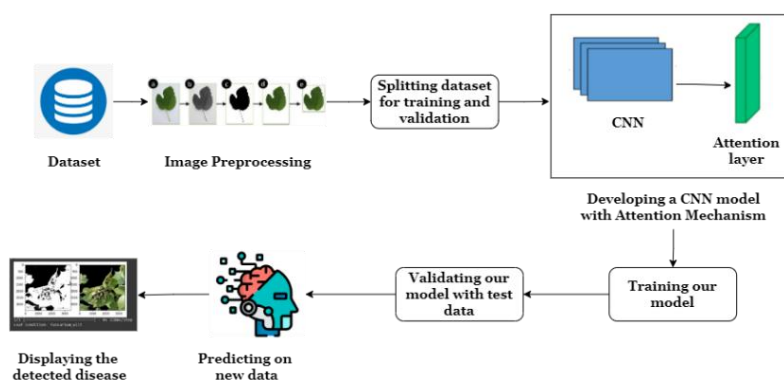 a b c d e
Splitting dataset
for training and
validation
Dataset
Image Preprocessing
CNN
Attention
layer
Developing a CNN model
with Attention Mechanism
Training our
model
Validating our
model with test
data
Predicting on
new data
Displaying the
detected disease